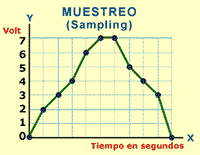 MUESTREO
(Sampling)
Y
Volt
7
6
5
4
3
2
1
0
X
Tiempo en segundos